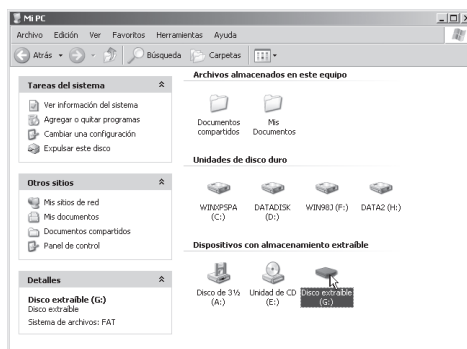 Mi PC
Archivo Edición Ver Favoritos Herramientas Ayuda
Atrás Búsqueda Carpetas
Tareas del sistema
Ver información del sistema
Agregar o quitar programas
Cambiar una configuración
Expulsar este disco
Otros sitios
Mis sitios de red
Mis documentos
Documentos compartidos
Panel de control
Detalles
Disco extraíble (G:)
Disco extraíble
Sistema de archivos: FAT
Archivos almacenados en este equipo
Documentos compartidos
Mis Documentos
Unidades de disco duro
WINXPSPA (C:)
DATADISK (D:)
WIN98J (F:)
DATA2 (H:)
Dispositivos con almacenamiento extraíble
Disco de 3½ (A:)
Unidad de CD (E:)
Disco extraíble (G:)